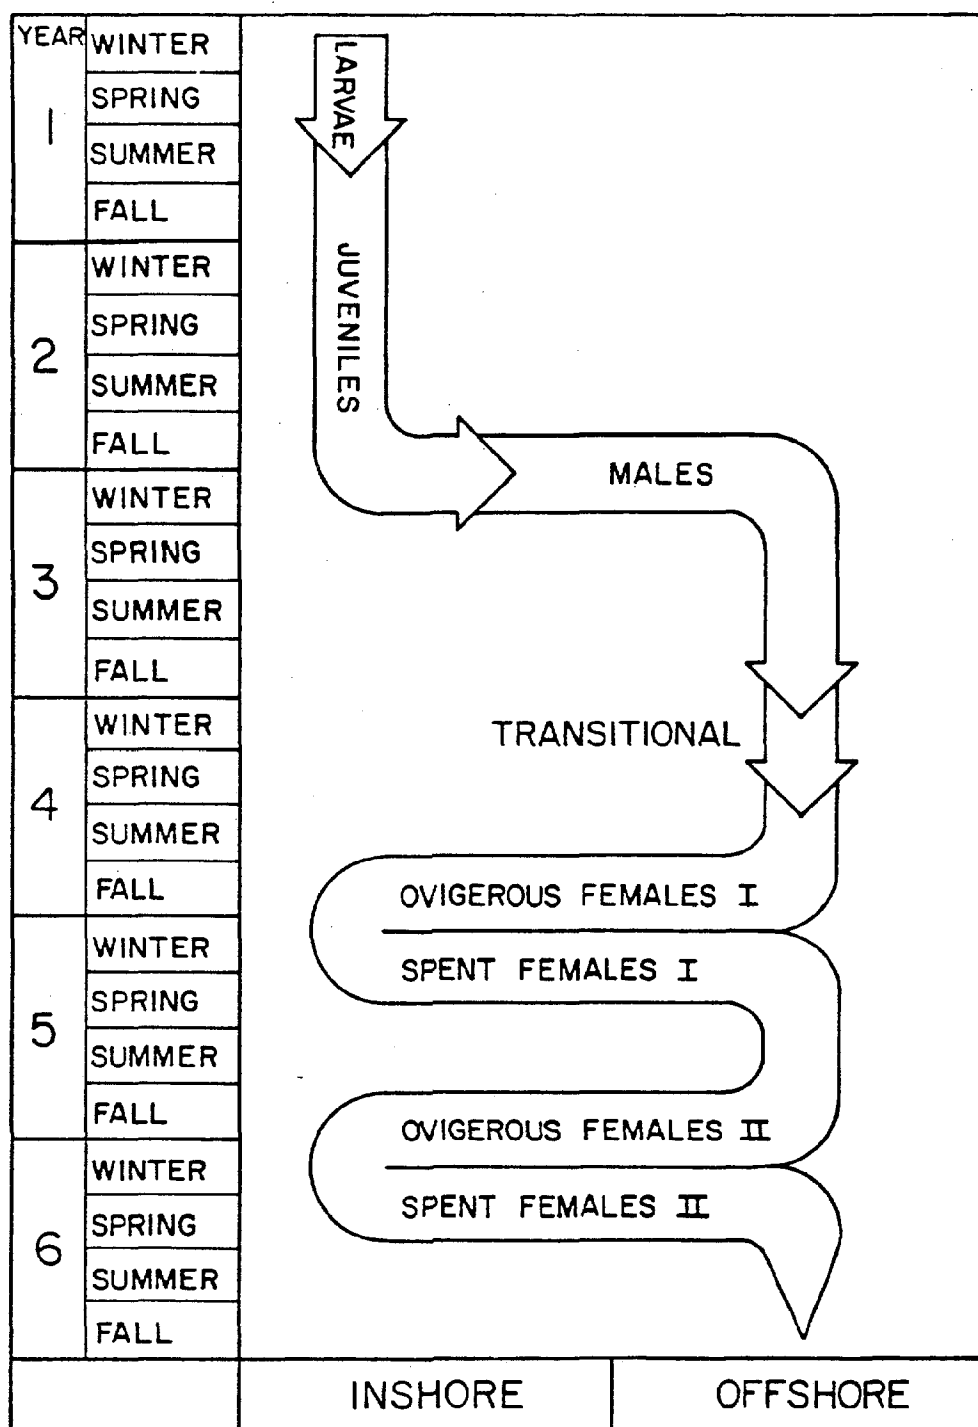 YEAR
1
WINTER
SPRING
SUMMER
FALL
2
WINTER
SPRING
SUMMER
FALL
3
WINTER
SPRING
SUMMER
FALL
4
WINTER
SPRING
SUMMER
FALL
5
WINTER
SPRING
SUMMER
FALL
6
WINTER
SPRING
SUMMER
FALL
LARVAE
JUVENILES
MALES
TRANSITIONAL
OVIGEROUS FEMALES I
SPENT FEMALES I
OVIGEROUS FEMALES II
SPENT FEMALES II
INSHORE
OFFSHORE